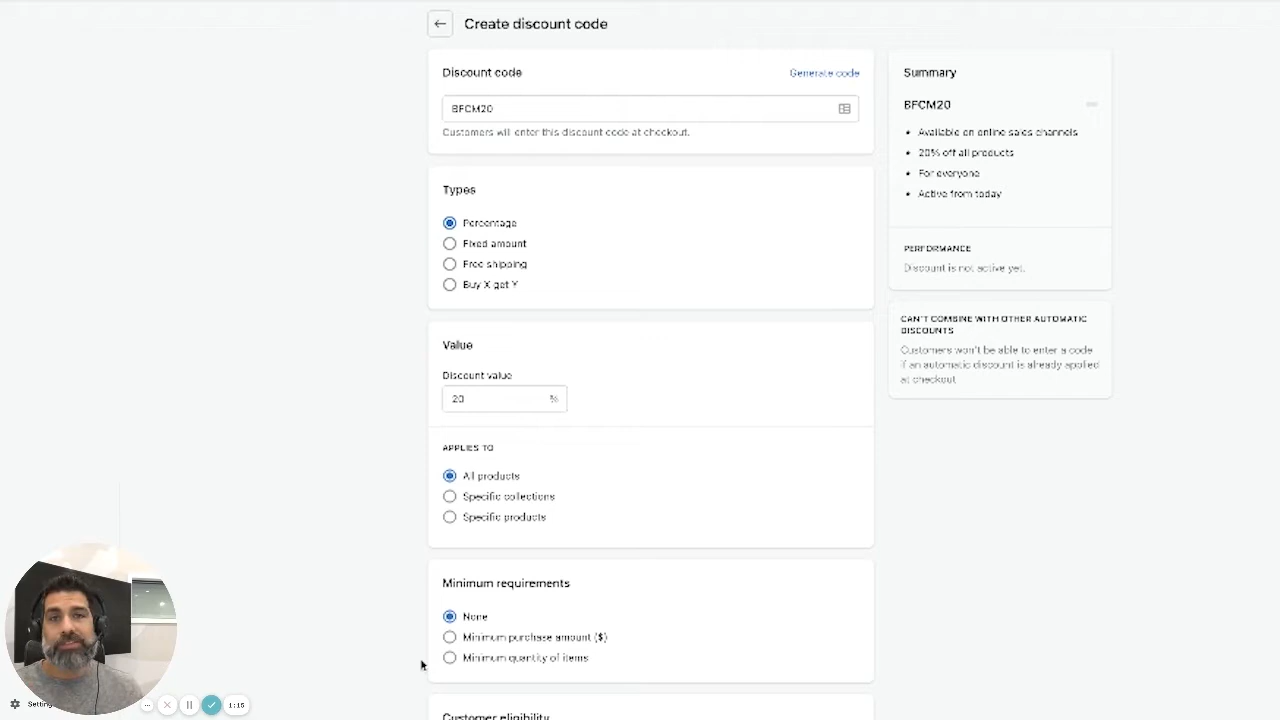 Create discount code
Discount code
Generate code
BFCM20
Customers will enter this discount code at checkout.
Types
Percentage
Fixed amount
Free shipping
Buy X get Y
Value
Discount value
20 %
APPLIES TO
All products
Specific collections
Specific products
Minimum requirements
None
Minimum purchase amount ($)
Minimum quantity of items
Customer eligibility
Summary
BFCM20
Available on online sales channels
20% off all products
For everyone
Active from today
PERFORMANCE
Discount is not active yet.
CAN'T COMBINE WITH OTHER AUTOMATIC
DISCOUNTS
Customers won't be able to enter a code
if an automatic discount is already applied
at checkout
1:15